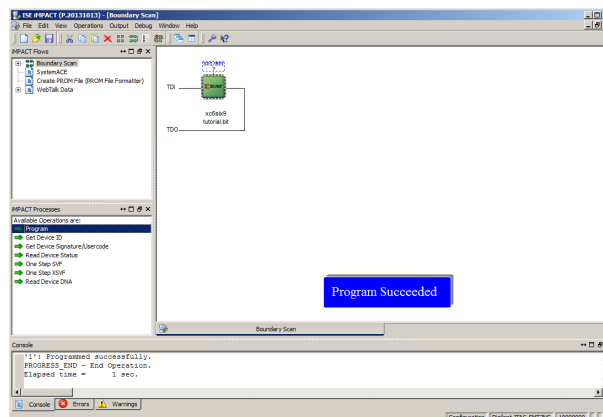 ISE iMPACT (P.20131013) - [Boundary Scan]
File Edit View Operations Output Debug Window Help
iMPACT Flows
Boundary Scan
SystemACE
Create PROM File (PROM File Formatter)
WebTalk Data
TDI
XILINX
xc6slx9
tutorial.bit
TDO
iMPACT Processes
Available Operations are:
Program
Get Device ID
Get Device Signature/Usercode
Read Device Status
One Step SVF
One Step XSVF
Read Device DNA
Program Succeeded
Boundary Scan
Console
'1': Programmed successfully.
PROGRESS_END - End Operation.
Elapsed time = 1 sec.
Console Errors Warnings